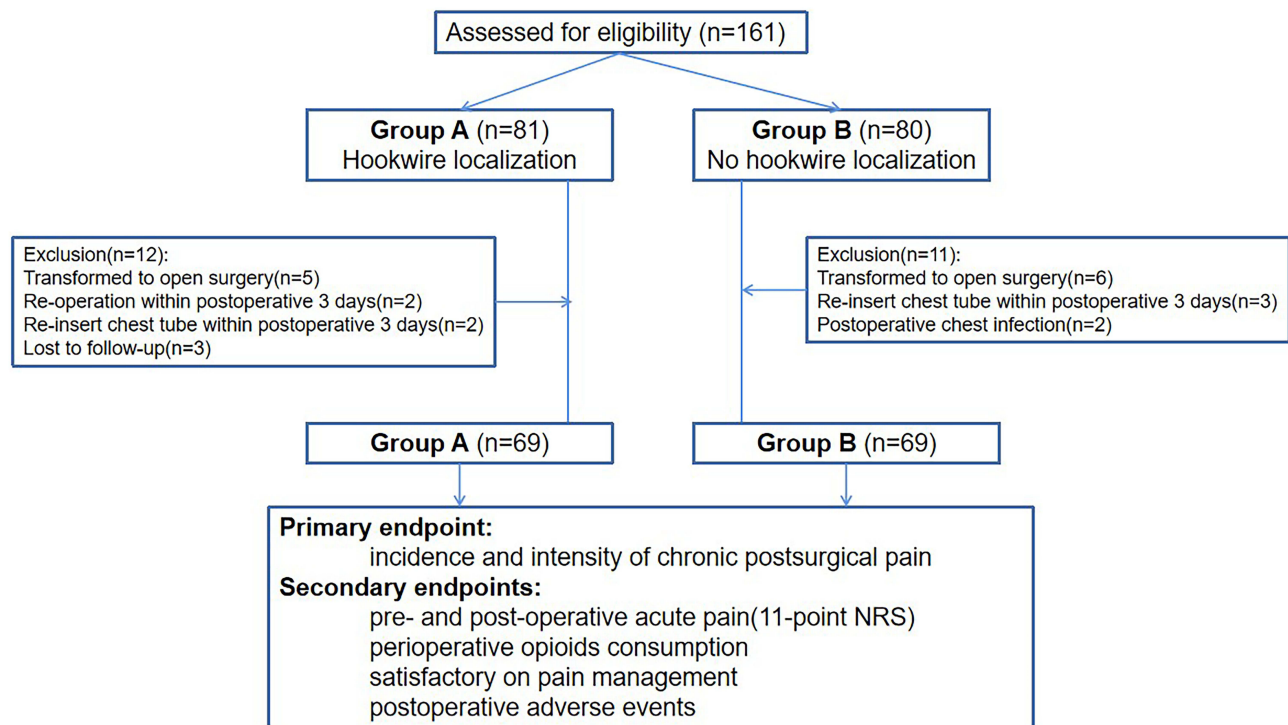 Assessed for eligibility (n=161)
Group A (n=81)
Hookwire localization
Group B (n=80)
No hookwire localization
Exclusion(n=12):
Transformed to open surgery(n=5)
Re-operation within postoperative 3 days(n=2)
Re-insert chest tube within postoperative 3 days(n=2)
Lost to follow-up(n=3)
Exclusion(n=11):
Transformed to open surgery(n=6)
Re-insert chest tube within postoperative 3 days(n=3)
Postoperative chest infection(n=2)
Group A (n=69)
Group B (n=69)
Primary endpoint:
incidence and intensity of chronic postsurgical pain
Secondary endpoints:
pre- and post-operative acute pain(11-point NRS)
perioperative opioids consumption
satisfactory on pain management
postoperative adverse events